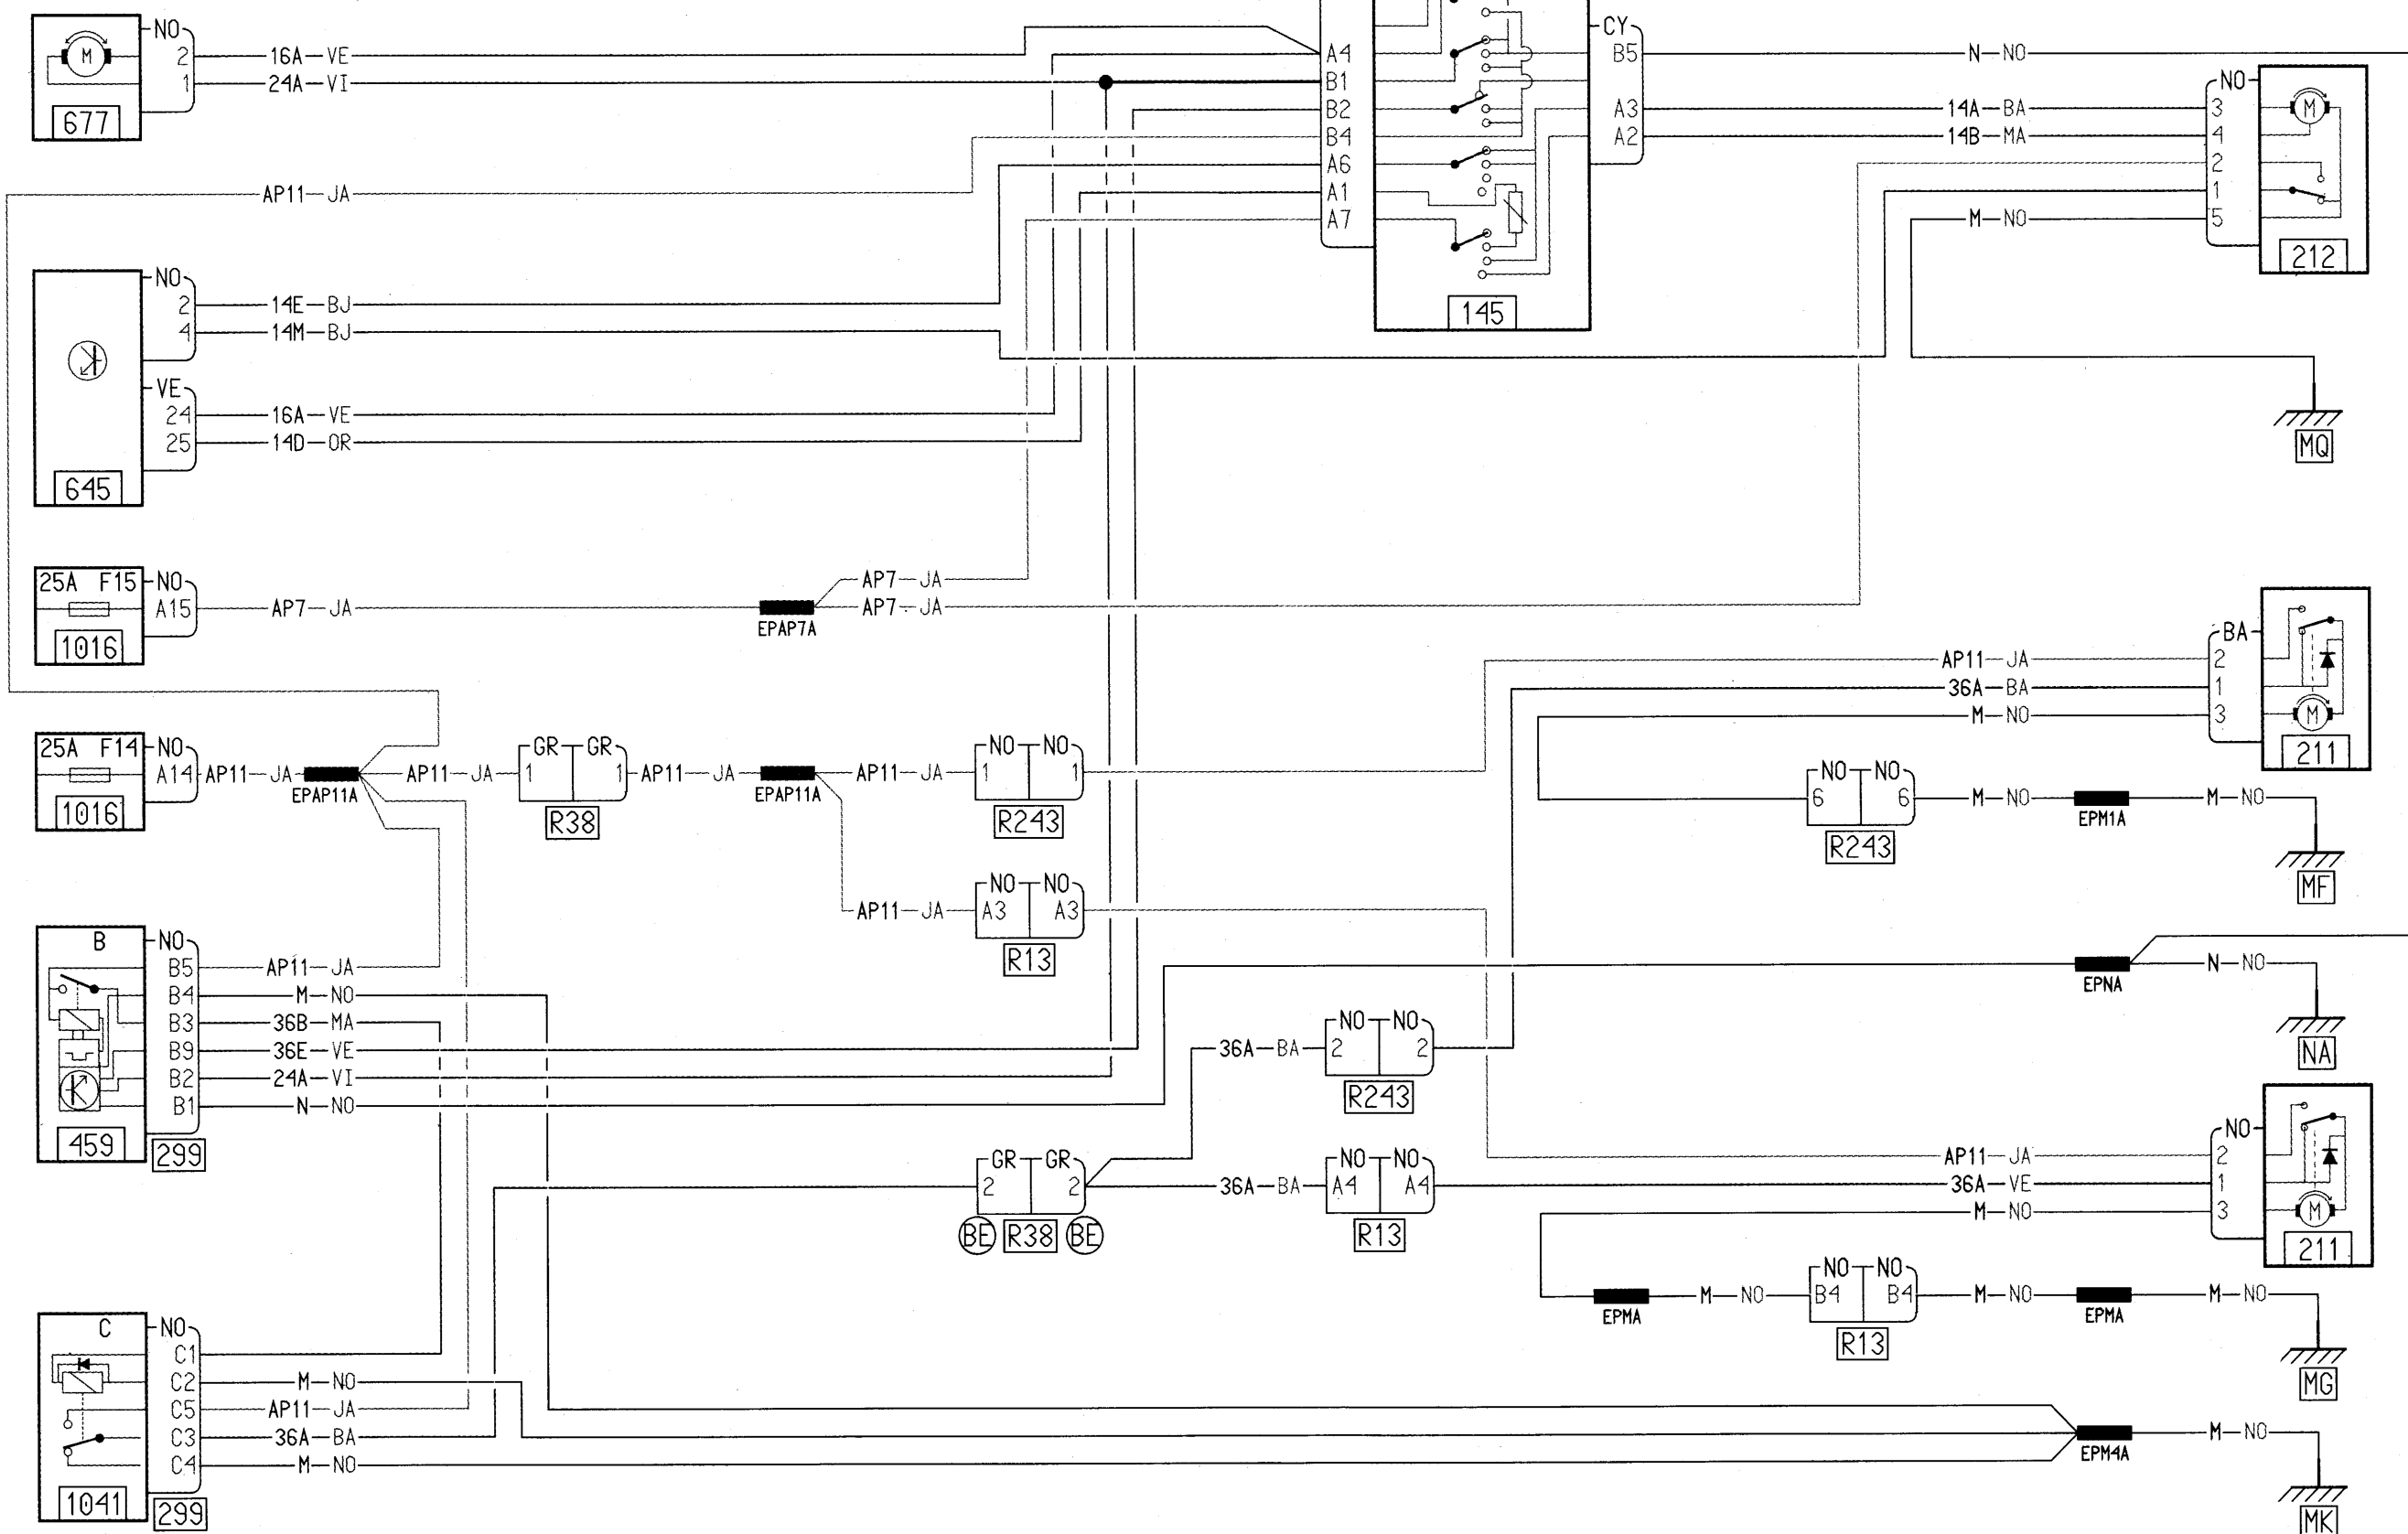 NO
M
2 16A VE
1 24A VI
677
A4
B1
B2
B4
A6
A1
A7
CY
B5 N NO
A3 14A BA
A2 14B MA
145
NO
3 M
4
2
1
M NO 5
212
MQ
AP11 JA
NO
2 14E BJ
4 14M BJ
VE
24 16A VE
25 14D OR
645
25A F15 NO
A15 AP7 JA
1016
EPAP7A
AP7 JA
AP7 JA
25A F14 NO
A14 AP11 JA
1016
EPAP11A
AP11 JA
GR GR
1 1
R38
AP11 JA
EPAP11A
AP11 JA
NO NO
1 1
R243
AP11 JA
NO NO
A3 A3
R13
BA
AP11 JA 2
36A BA 1
M NO 3
M
211
NO NO
6 6
R243
M NO
EPM1A
M NO
MF
B NO
B5 AP11 JA
B4 M NO
B3 36B MA
B9 36E VE
B2 24A VI
B1 N NO
459
299
EPNA
N NO
NA
36A BA
NO NO
2 2
R243
GR GR
2 2
BE R38 BE
36A BA
NO NO
A4 A4
R13
NO
AP11 JA 2
36A VE 1
M NO 3
M
211
EPMA
M NO
NO NO
B4 B4
R13
M NO
EPMA
M NO
MG
C NO
C1
C2 M NO
C5 AP11 JA
C3 36A BA
C4 M NO
1041
299
EPM4A
M NO
MK